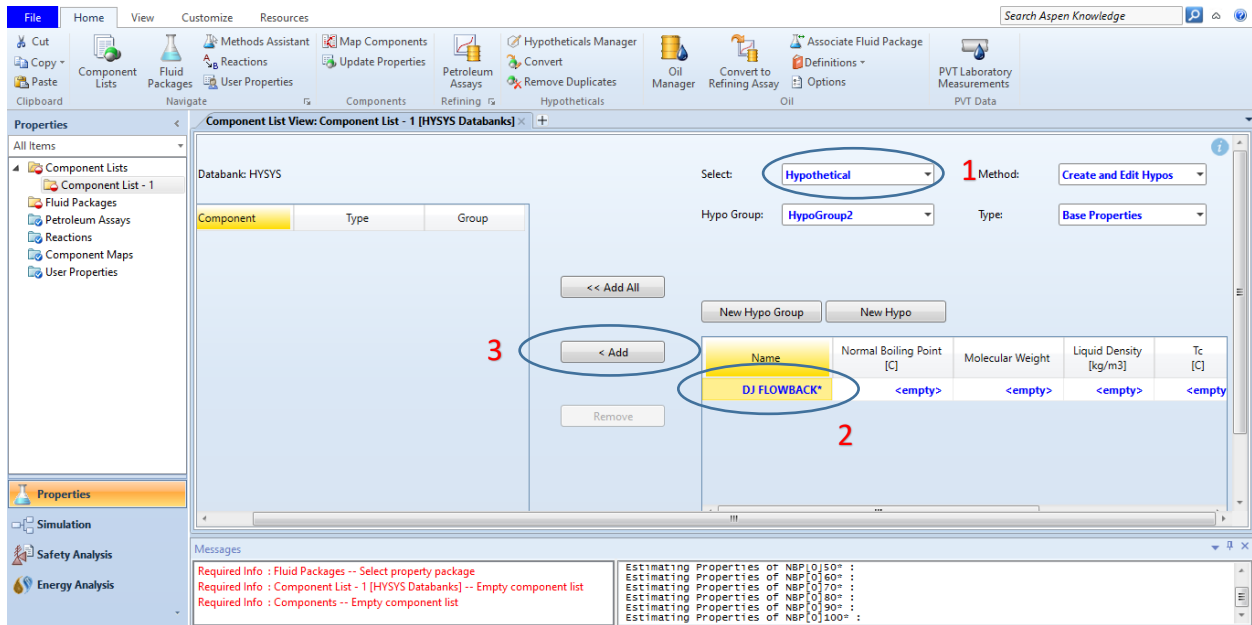 File Home View Customize Resources Search Aspen Knowledge
Cut Methods Assistant Map Components Hypotheticals Manager Associate Fluid Package
Copy Reactions Update Properties Convert Definitions
Paste User Properties Remove Duplicates Options
Component Lists
Fluid Packages
Petroleum Assays
Oil Manager
Convert to Refining Assay
PVT Laboratory Measurements
Clipboard Navigate Components Refining Hypotheticals Oil PVT Data
Properties < Component List View: Component List - 1 [HYSYS Databanks] × +
All Items
Component Lists
Component List - 1
Fluid Packages
Petroleum Assays
Reactions
Component Maps
User Properties
Databank: HYSYS Select: Hypothetical 1 Method: Create and Edit Hypos
Component Type Group Hypo Group: HypoGroup2 Type: Base Properties
<< Add All
New Hypo Group New Hypo
3 < Add
Name Normal Boiling Point [C] Molecular Weight Liquid Density [kg/m3] Tc [C]
DJ FLOWBACK* <empty> <empty> <empty> <empty
Remove 2
Properties
Simulation
Safety Analysis
Energy Analysis
Messages
Required Info : Fluid Packages -- Select property package
Required Info : Component List - 1 [HYSYS Databanks] -- Empty component list
Required Info : Components -- Empty component list
Estimating Properties of NBP[0]50* :
Estimating Properties of NBP[0]60* :
Estimating Properties of NBP[0]70* :
Estimating Properties of NBP[0]80* :
Estimating Properties of NBP[0]90* :
Estimating Properties of NBP[0]100* :